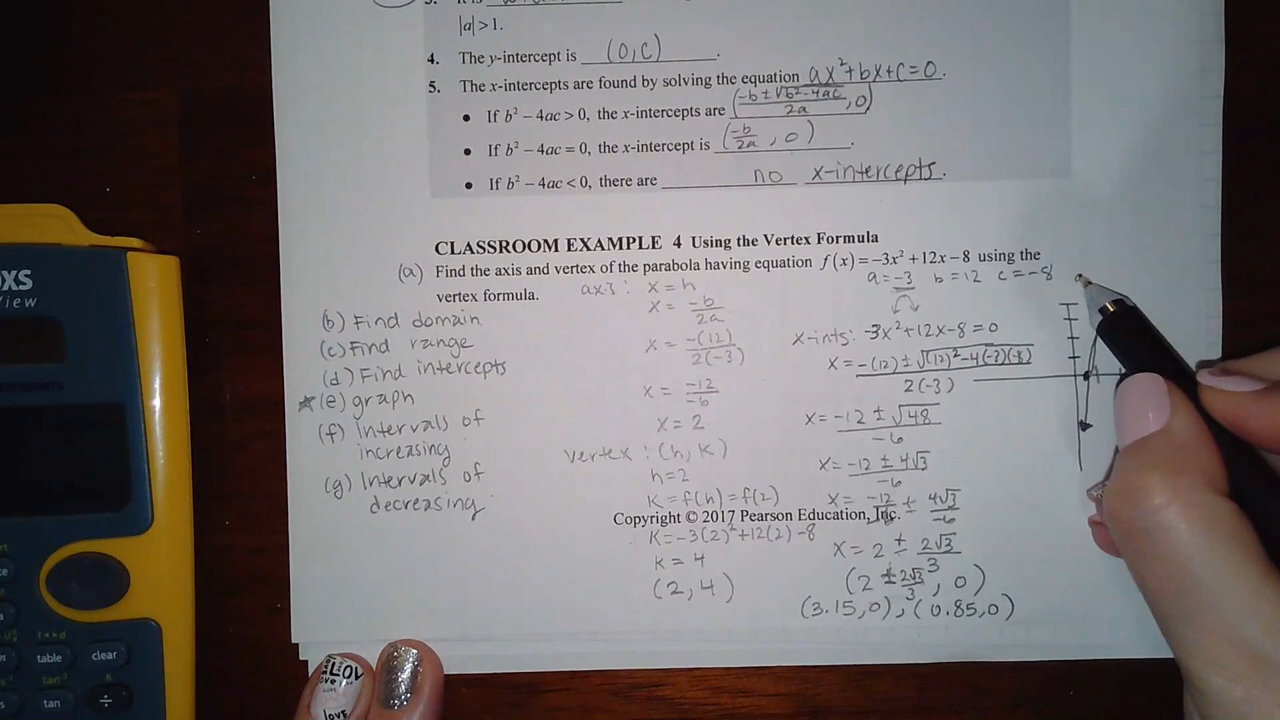 |a| > 1.
4. The y-intercept is (0, c).
5. The x-intercepts are found by solving the equation ax²+bx+c=0.
• If b² − 4ac > 0, the x-intercepts are (-b ± √b²-4ac / 2a, 0)
• If b² − 4ac = 0, the x-intercept is (-b/2a, 0).
• If b² − 4ac < 0, there are no x-intercepts.
CLASSROOM EXAMPLE 4 Using the Vertex Formula
(a) Find the axis and vertex of the parabola having equation f(x) = −3x² + 12x − 8 using the
vertex formula.
a=-3 b=12 c=-8
(b) Find domain
(c) Find range
(d) Find intercepts
(e) graph
(f) Intervals of
increasing
(g) Intervals of
decreasing
axis: x=h
x = -b/2a
x = -(12)/2(-3)
x = -12/-6
x = 2
vertex: (h, k)
h=2
k=f(h)=f(2)
k=-3(2)²+12(2)-8
k=4
(2, 4)
x-ints: -3x²+12x-8=0
x = -(12) ± √(12)²-4(-3)(-8) / 2(-3)
x = -12 ± √48 / -6
x = -12 ± 4√3 / -6
x = -12/-6 ± 4√3/-6
x = 2 ± 2√3/3
(2 ± 2√3/3, 0)
(3.15,0), (0.85,0)
Copyright © 2017 Pearson Education, Inc.
table
clear
tan
÷
LOVE
love